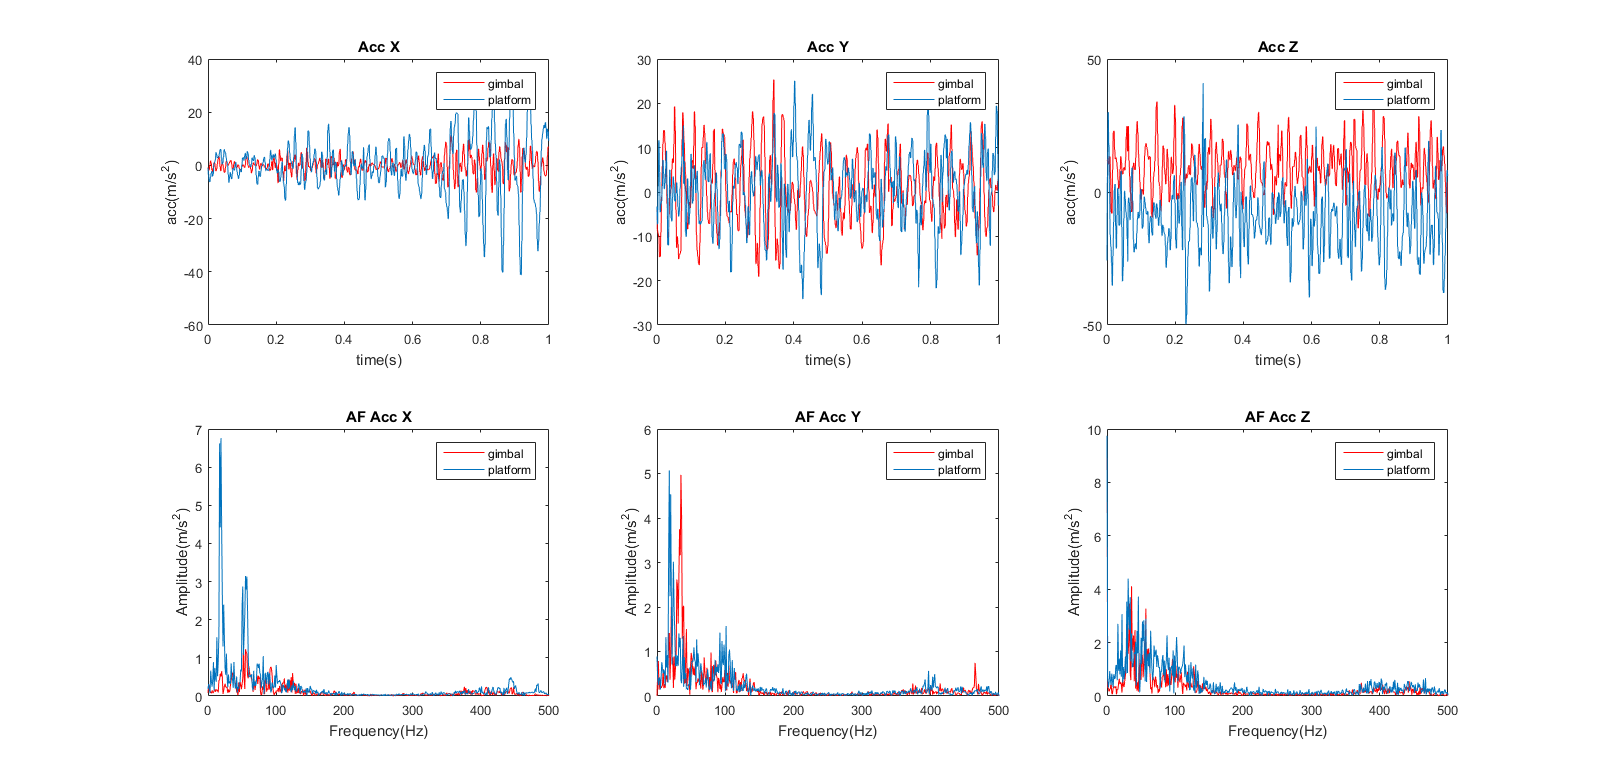 Acc X
40
20
0
-20
-40
-60
acc(m/s²)
0 0.2 0.4 0.6 0.8 1
time(s)
gimbal
platform
Acc Y
30
20
10
0
-10
-20
-30
acc(m/s²)
0 0.2 0.4 0.6 0.8 1
time(s)
gimbal
platform
Acc Z
50
0
-50
acc(m/s²)
0 0.2 0.4 0.6 0.8 1
time(s)
gimbal
platform
AF Acc X
7
6
5
4
3
2
1
0
Amplitude(m/s²)
0 100 200 300 400 500
Frequency(Hz)
gimbal
platform
AF Acc Y
6
5
4
3
2
1
0
Amplitude(m/s²)
0 100 200 300 400 500
Frequency(Hz)
gimbal
platform
AF Acc Z
10
8
6
4
2
0
Amplitude(m/s²)
0 100 200 300 400 500
Frequency(Hz)
gimbal
platform